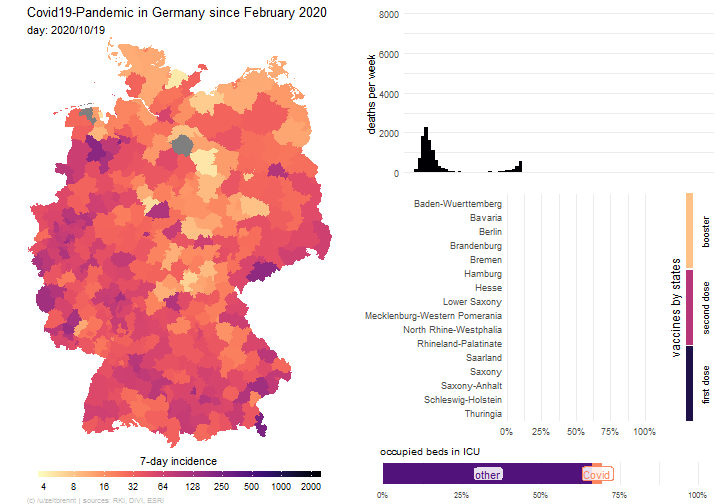 Covid19-Pandemic in Germany since February 2020
day: 2020/10/19
7-day incidence
4 8 16 32 64 128 250 500 1000 2000
(c) /u/zeitbrennt | sources: RKI, DIVI, ESRI
deaths per week
8000
6000
4000
2000
0
Baden-Wuerttemberg
Bavaria
Berlin
Brandenburg
Bremen
Hamburg
Hesse
Lower Saxony
Mecklenburg-Western Pomerania
North Rhine-Westphalia
Rhineland-Palatinate
Saarland
Saxony
Saxony-Anhalt
Schleswig-Holstein
Thuringia
0% 25% 50% 75% 100%
vaccines by states
booster
second dose
first dose
occupied beds in ICU
other Covid
0% 25% 50% 75% 100%